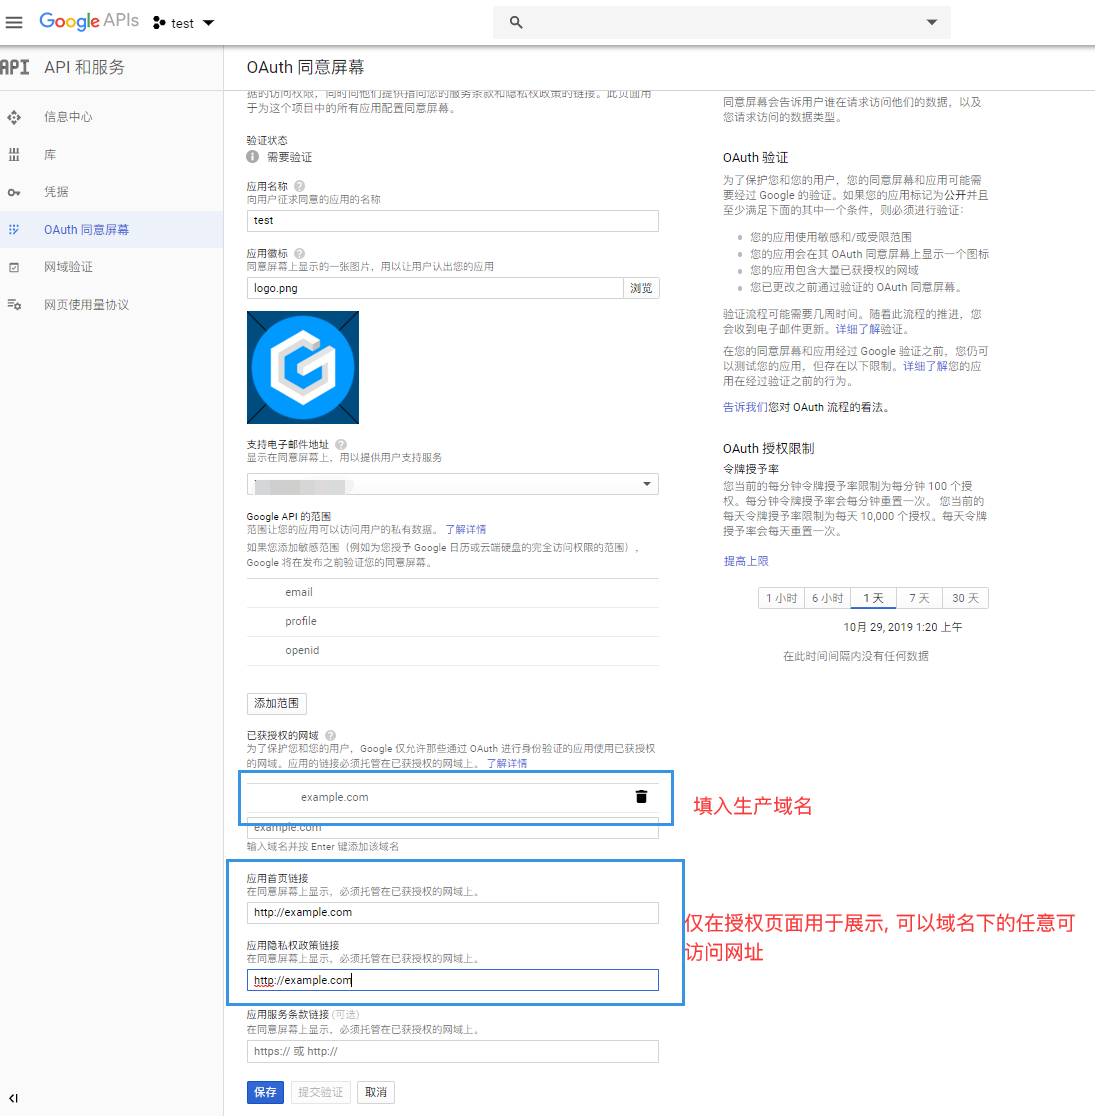 Google APIs test
API API 和服务
OAuth 同意屏幕
信息中心
库
凭据
OAuth 同意屏幕
网域验证
网页使用量协议
据的访问权限，同时向他们提供指向您的服务条款和隐私权政策的链接。此页面用
于为这个项目中的所有应用配置同意屏幕。
验证状态
需要验证
应用名称
向用户征求同意的应用的名称
test
应用徽标
同意屏幕上显示的一张图片，用以让用户认出您的应用
logo.png
浏览
支持电子邮件地址
显示在同意屏幕上，用以提供用户支持服务
Google API 的范围
范围让您的应用可以访问用户的私有数据。 了解详情
如果您添加敏感范围（例如为您授予 Google 日历或云端硬盘的完全访问权限的范围），
Google 将在发布之前验证您的同意屏幕。
email
profile
openid
添加范围
已获授权的网域
为了保护您和您的用户，Google 仅允许那些通过 OAuth 进行身份验证的应用使用已获授权
的网域。应用的链接必须托管在已获授权的网域上。 了解详情
example.com
填入生产域名
example.com
输入域名并按 Enter 键添加该域名
应用首页链接
在同意屏幕上显示，必须托管在已获授权的网域上。
http://example.com
仅在授权页面用于展示, 可以域名下的任意可
访问网址
应用隐私权政策链接
在同意屏幕上显示，必须托管在已获授权的网域上。
http://example.com
应用服务条款链接 (可选)
在同意屏幕上显示，必须托管在已获授权的网域上。
https:// 或 http://
保存
提交验证
取消
同意屏幕会告诉用户谁在请求访问他们的数据，以及
您请求访问的数据类型。
OAuth 验证
为了保护您和您的用户，您的同意屏幕和应用可能需
要经过 Google 的验证。如果您的应用标记为公开并且
至少满足下面的其中一个条件，则必须进行验证：
您的应用使用敏感和/或受限范围
您的应用会在其 OAuth 同意屏幕上显示一个图标
您的应用包含大量已获授权的网域
您已更改之前通过验证的 OAuth 同意屏幕。
验证流程可能需要几周时间。随着此流程的推进，您
会收到电子邮件更新。详细了解验证。
在您的同意屏幕和应用经过 Google 验证之前，您仍可
以测试您的应用，但存在以下限制。详细了解您的应
用在经过验证之前的行为。
告诉我们您对 OAuth 流程的看法。
OAuth 授权限制
令牌授予率
您当前的每分钟令牌授予率限制为每分钟 100 个授
权。每分钟令牌授予率会每分钟重置一次。 您当前的
每天令牌授予率限制为每天 10,000 个授权。每天令牌
授予率会每天重置一次。
提高上限
1 小时 6 小时 1 天 7 天 30 天
10月 29, 2019 1:20 上午
在此时间间隔内没有任何数据